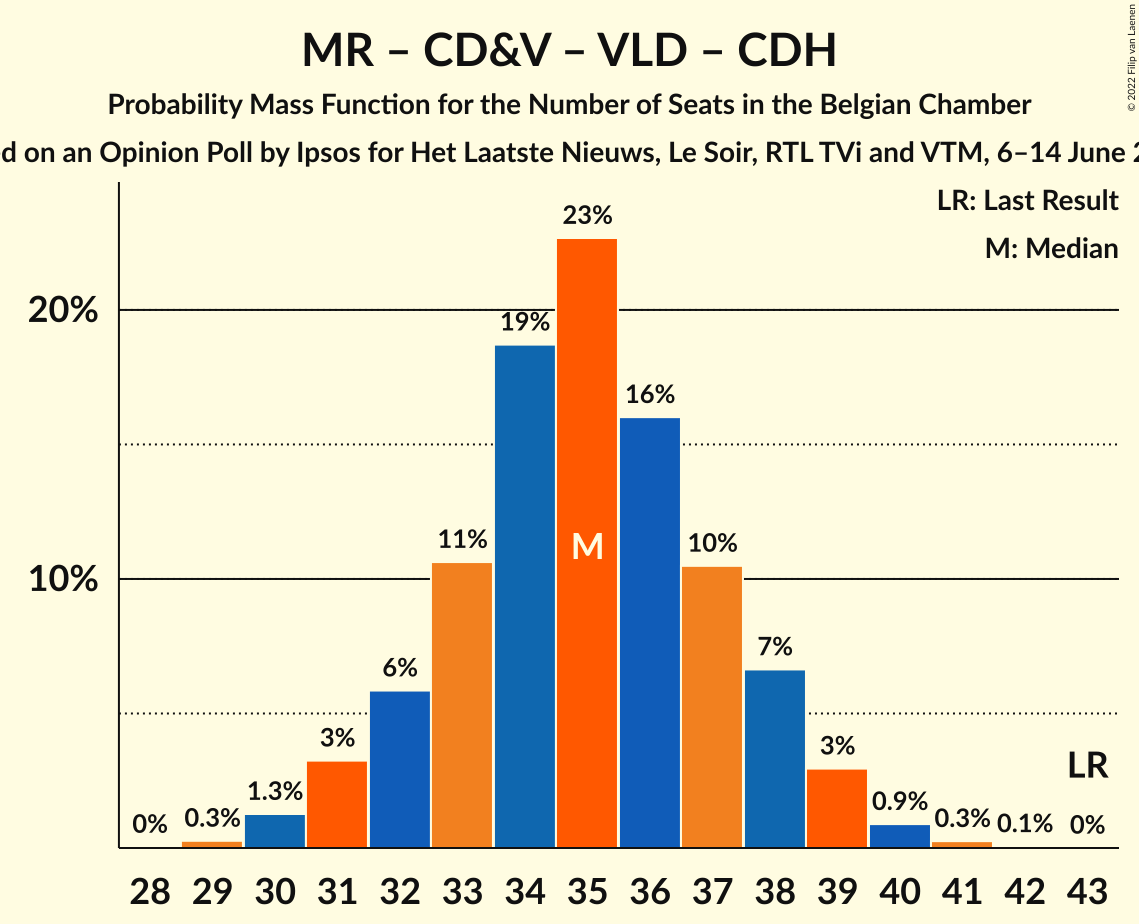 MR – CD&V – VLD – CDH
Probability Mass Function for the Number of Seats in the Belgian Chamber
on an Opinion Poll by Ipsos for Het Laatste Nieuws, Le Soir, RTL TVi and VTM, 6–14 June
© 2022 Filip van Laenen
LR: Last Result
M: Median
23%
20%
19%
16%
11%
M
10%
10%
7%
6%
3%
3%
LR
1.3%
0.9%
0% 0.3% 0.3% 0.1% 0%
28 29 30 31 32 33 34 35 36 37 38 39 40 41 42 43